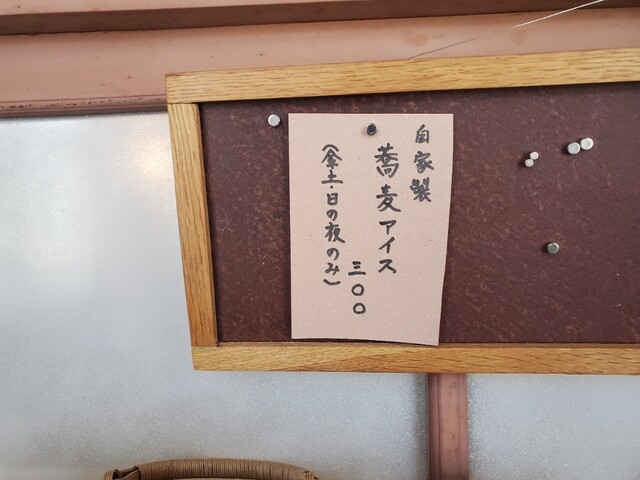 自家製
蕎麦アイス
三〇〇
(金・土・日の夜のみ)